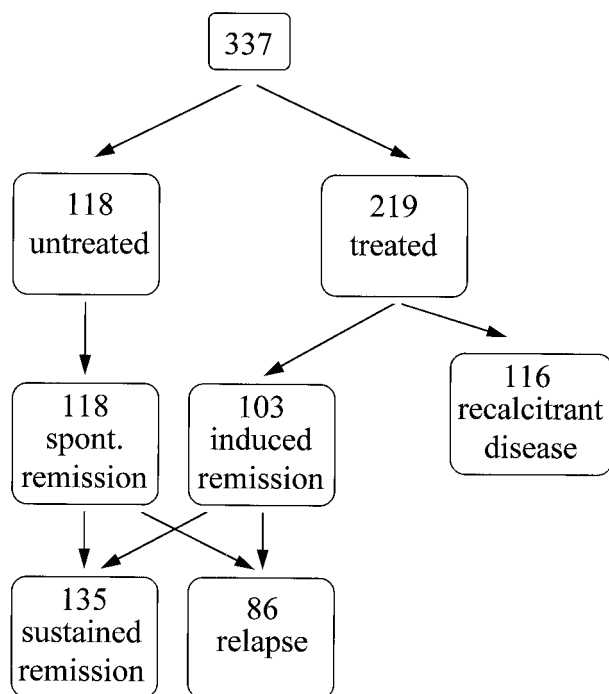 337
118
untreated
219
treated
118
spont.
remission
103
induced
remission
116
recalcitrant
disease
135
sustained
remission
86
relapse